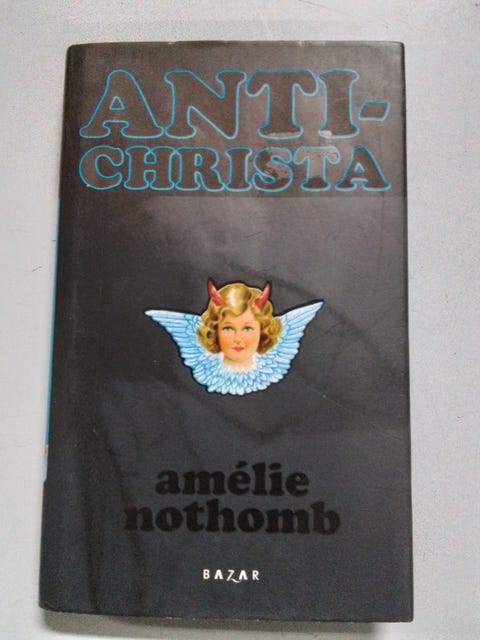 ANTI-
CHRISTA
amélie
nothomb
BAZAR